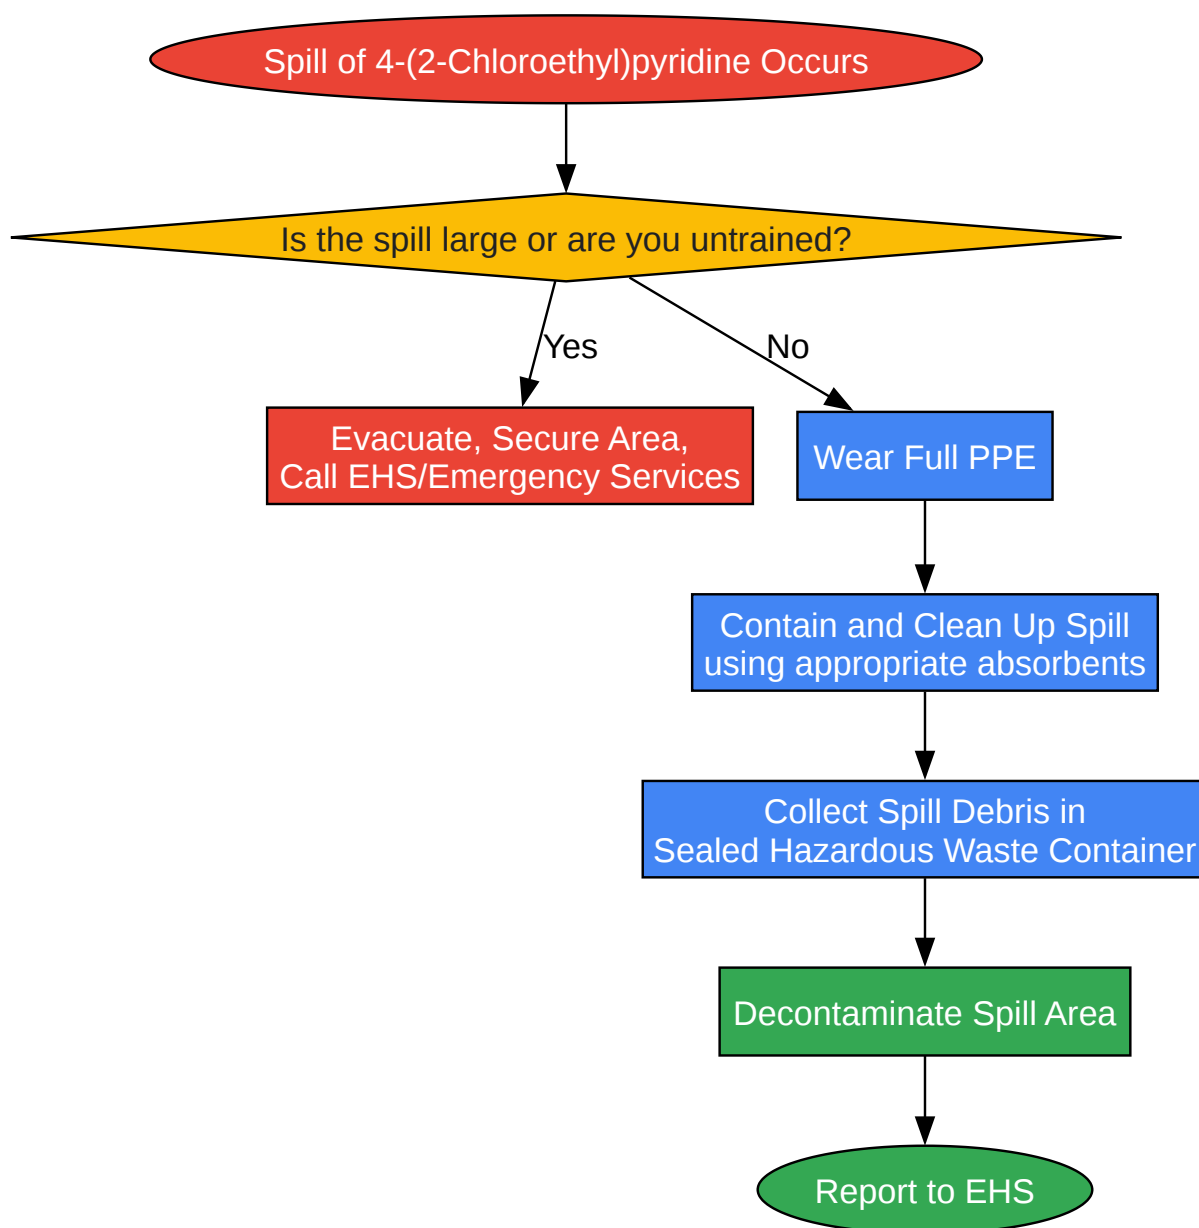 Spill of 4-(2-Chloroethyl)pyridine Occurs
Is the spill large or are you untrained?
Yes
No
Evacuate, Secure Area,
Call EHS/Emergency Services
Wear Full PPE
Contain and Clean Up Spill
using appropriate absorbents
Collect Spill Debris in
Sealed Hazardous Waste Container
Decontaminate Spill Area
Report to EHS